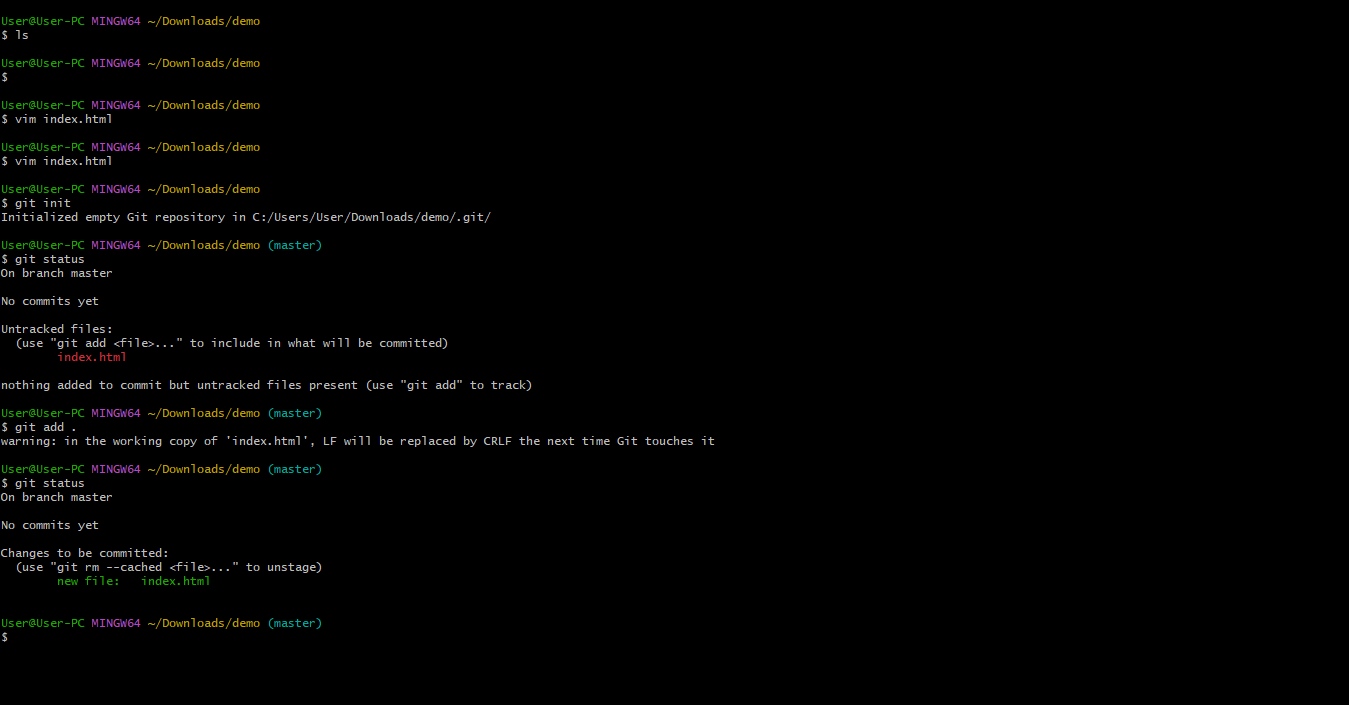 User@User-PC MINGW64 ~/Downloads/demo
$ ls
User@User-PC MINGW64 ~/Downloads/demo
$
User@User-PC MINGW64 ~/Downloads/demo
$ vim index.html
User@User-PC MINGW64 ~/Downloads/demo
$ vim index.html
User@User-PC MINGW64 ~/Downloads/demo
$ git init
Initialized empty Git repository in C:/Users/User/Downloads/demo/.git/
User@User-PC MINGW64 ~/Downloads/demo (master)
$ git status
On branch master
No commits yet
Untracked files:
  (use "git add <file>..." to include in what will be committed)
        index.html
nothing added to commit but untracked files present (use "git add" to track)
User@User-PC MINGW64 ~/Downloads/demo (master)
$ git add .
warning: in the working copy of 'index.html', LF will be replaced by CRLF the next time Git touches it
User@User-PC MINGW64 ~/Downloads/demo (master)
$ git status
On branch master
No commits yet
Changes to be committed:
  (use "git rm --cached <file>..." to unstage)
        new file:   index.html
User@User-PC MINGW64 ~/Downloads/demo (master)
$